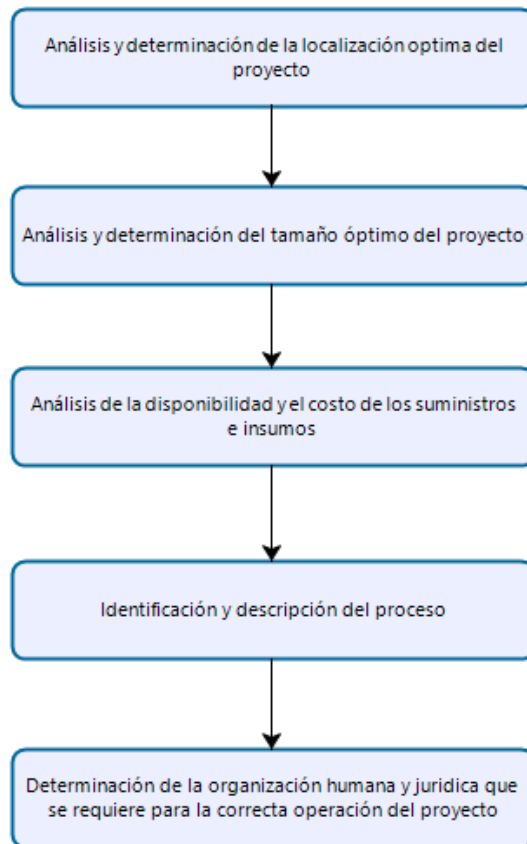 Análisis y determinación de la localización optima del
proyecto
Análisis y determinación del tamaño óptimo del proyecto
Análisis de la disponibilidad y el costo de los suministros
e insumos
Identificación y descripción del proceso
Determinación de la organización humana y juridica que
se requiere para la correcta operación del proyecto